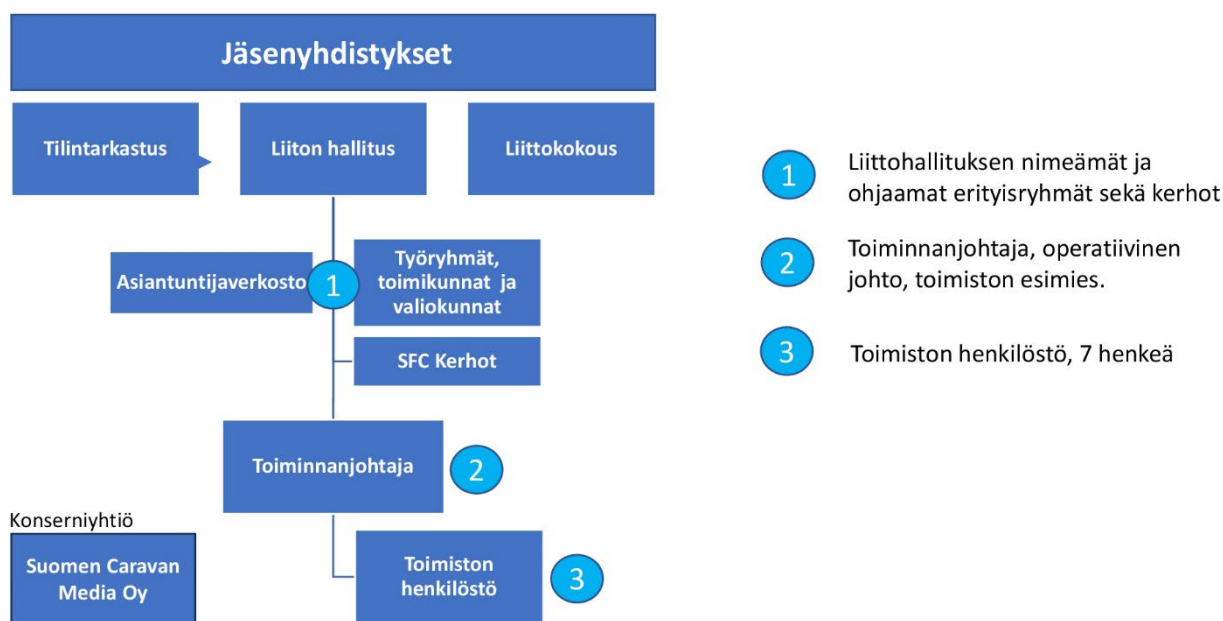 Jäsenyhdistykset
Tilintarkastus
Liiton hallitus
Liittokokous
Asiantuntijaverkosto
1
Työryhmät,
toimikunnat ja
valiokunnat
SFC Kerhot
Toiminnanjohtaja
2
Konserniyhtiö
Suomen Caravan
Media Oy
Toimiston
henkilöstö
3
1
Liittohallituksen nimeämät ja
ohjaamat erityisryhmät sekä kerhot
2
Toiminnanjohtaja, operatiivinen
johto, toimiston esimies.
3
Toimiston henkilöstö, 7 henkeä